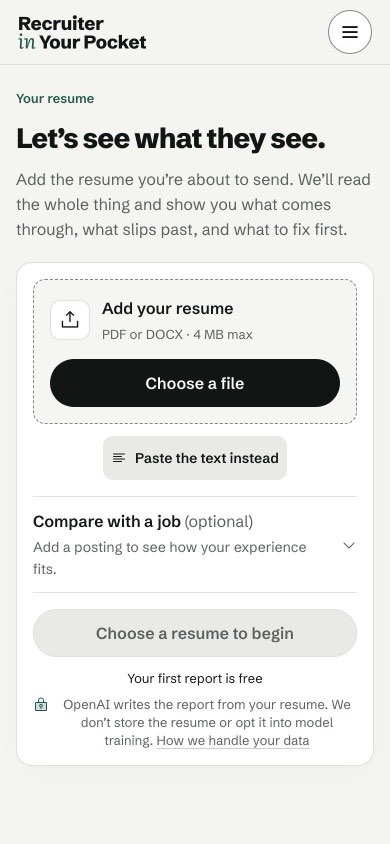 Recruiter
in Your Pocket
Your resume
Let’s see what they see.
Add the resume you’re about to send. We’ll read
the whole thing and show you what comes
through, what slips past, and what to fix first.
Add your resume
PDF or DOCX · 4 MB max
Choose a file
Paste the text instead
Compare with a job (optional)
Add a posting to see how your experience
fits.
Choose a resume to begin
Your first report is free
OpenAI writes the report from your resume. We
don’t store the resume or opt it into model
training. How we handle your data